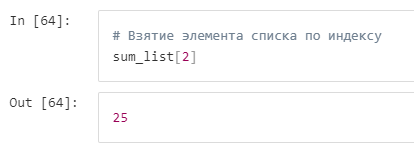 In [64]:
# Взятие элемента списка по индексу
sum_list[2]
Out [64]:
25